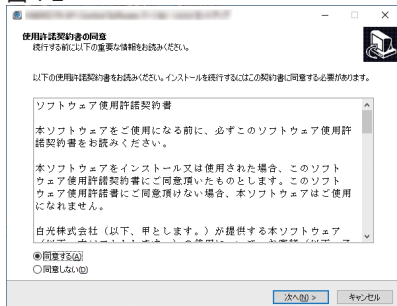 使用許諾契約書の同意
続行する前に以下の重要な情報をお読みください。
以下の使用許諾契約書をお読みください。インストールを続行するにはこの契約書に同意する必要があります。
ソフトウェア使用許諾契約書
本ソフトウェアをご使用になる前に、必ずこのソフトウェア使用許
諾契約書をお読みください。
本ソフトウェアをインストール又は使用された場合、このソフト
ウェア使用許諾契約書にご同意頂いたものとします。このソフト
ウェア使用許諾書にご同意頂けない場合、本ソフトウェアはご使用
になれません。
白光株式会社（以下、甲とします。）が提供する本ソフトウェア
同意する(A)
同意しない(D)
次へ(N) >
キャンセル